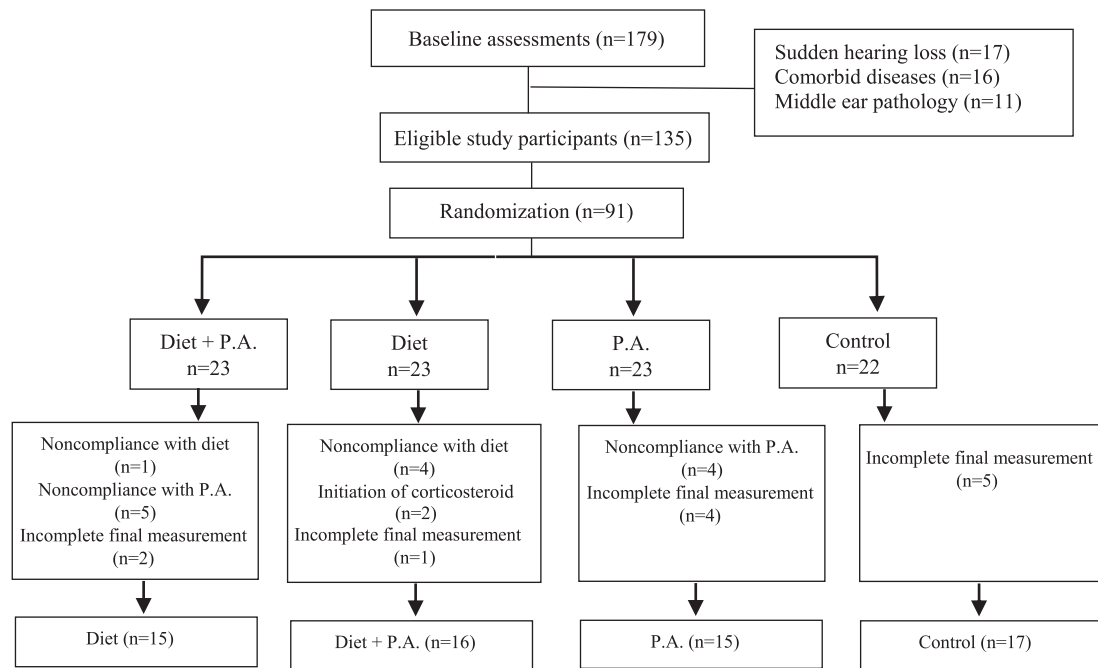 Baseline assessments (n=179)
Sudden hearing loss (n=17)
Comorbid diseases (n=16)
Middle ear pathology (n=11)
Eligible study participants (n=135)
Randomization (n=91)
Diet + P.A.
n=23
Diet
n=23
P.A.
n=23
Control
n=22
Noncompliance with diet
(n=1)
Noncompliance with P.A.
(n=5)
Incomplete final measurement
(n=2)
Noncompliance with diet
(n=4)
Initiation of corticosteroid
(n=2)
Incomplete final measurement
(n=1)
Noncompliance with P.A.
(n=4)
Incomplete final measurement
(n=4)
Incomplete final measurement
(n=5)
Diet (n=15)
Diet + P.A. (n=16)
P.A. (n=15)
Control (n=17)